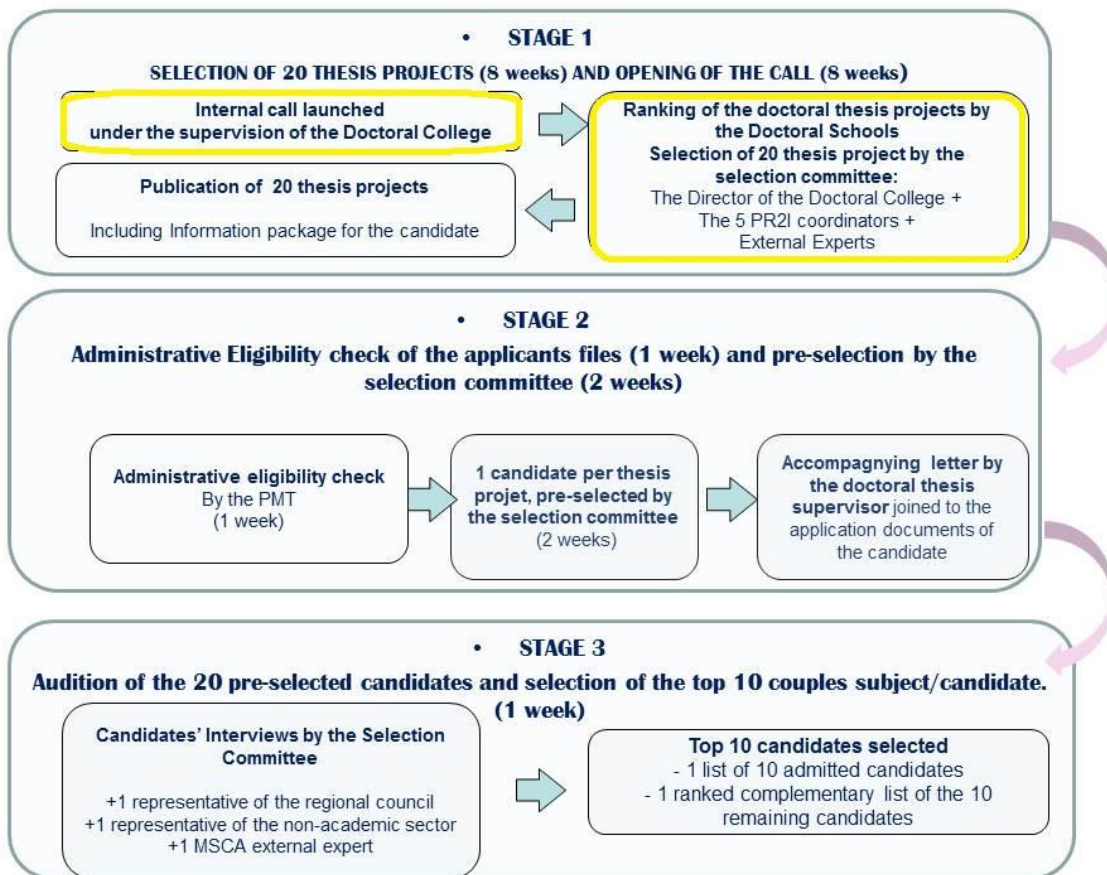 • STAGE 1
SELECTION OF 20 THESIS PROJECTS (8 weeks) AND OPENING OF THE CALL (8 weeks)
Internal call launched
under the supervision of the Doctoral College
Ranking of the doctoral thesis projects by
the Doctoral Schools
Selection of 20 thesis project by the
selection committee:
The Director of the Doctoral College +
The 5 PR2I coordinators +
External Experts
Publication of 20 thesis projects
Including Information package for the candidate
• STAGE 2
Administrative Eligibility check of the applicants files (1 week) and pre-selection by the
selection committee (2 weeks)
Administrative eligibility check
By the PMT
(1 week)
1 candidate per thesis
projet, pre-selected by
the selection committee
(2 weeks)
Accompagnying letter by
the doctoral thesis
supervisor joined to the
application documents of
the candidate
• STAGE 3
Audition of the 20 pre-selected candidates and selection of the top 10 couples subject/candidate.
(1 week)
Candidates' Interviews by the Selection
Committee
+1 representative of the regional council
+1 representative of the non-academic sector
+1 MSCA external expert
Top 10 candidates selected
- 1 list of 10 admitted candidates
- 1 ranked complementary list of the 10
remaining candidates